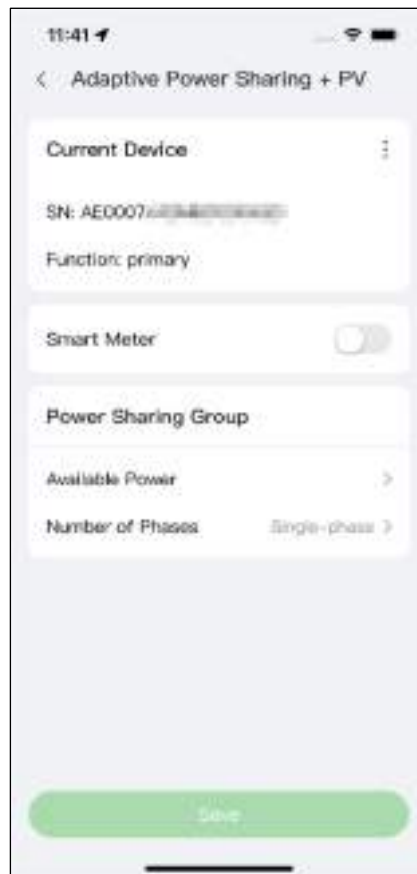 11:41
Adaptive Power Sharing + PV
Current Device
SN: AE0007
Function: primary
Smart Meter
Power Sharing Group
Available Power
Number of Phases Single-phase
Save